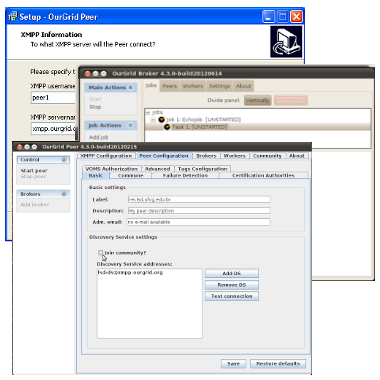 Setup - OurGrid Peer
XMPP Information
To what XMPP server will the Peer connect?
Please specify t
XMPP username
peer1
XMPP servername
xmpp.ourgrid.o
OurGrid Broker 4.3.0-build20120614
Main Actions
Start
Stop
Job Actions
Add job
Jobs Peers Workers Settings About
Divide panel: Vertically
Jobs
Job 1: Echojob [UNSTARTED]
Task 1: [UNSTARTED]
OurGrid Peer 4.3.0-build20120215
Control
Start peer
Stop peer
Brokers
Add broker
XMPP Configuration Peer Configuration Brokers Workers Community About
VOMS Authorization Advanced Tags Configuration
Basic Commune Failure Detection Certification Authorities
Basic settings
Label: lsd.ufcg.edu.br
Description: My peer description
Adm. email: no e-mail available
Discovery Service settings
Join community?
Discovery Service addresses:
lsd-ds@xmpp.ourgrid.org
Add DS
Remove DS
Test connection
Save Restore defaults